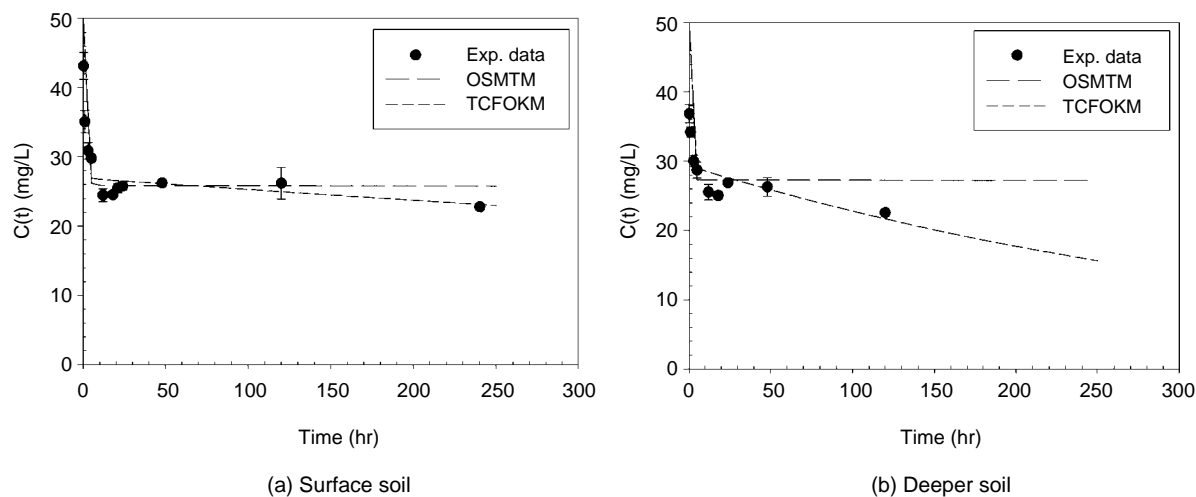 50
40
30
20
10
0
C(t) (mg/L)
Exp. data
OSMTM
TCFOKM
0 50 100 150 200 250 300
Time (hr)
(a) Surface soil
50
40
30
20
10
0
C(t) (mg/L)
Exp. data
OSMTM
TCFOKM
0 50 100 150 200 250 300
Time (hr)
(b) Deeper soil